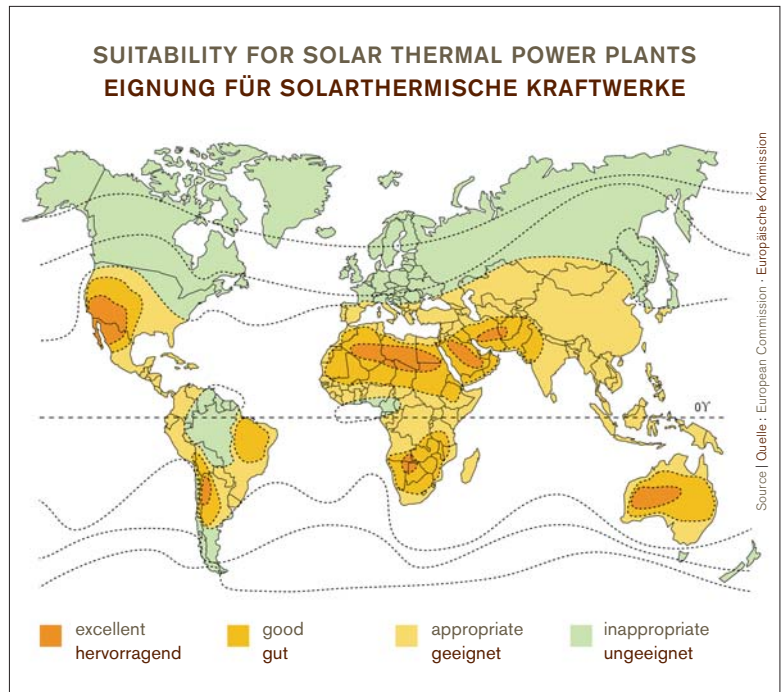 SUITABILITY FOR SOLAR THERMAL POWER PLANTS
EIGNUNG FÜR SOLARTHERMISCHE KRAFTWERKE
Source | Quelle : European Commission · Europäische Kommission
0°
excellent
hervorragend
good
gut
appropriate
geeignet
inappropriate
ungeeignet